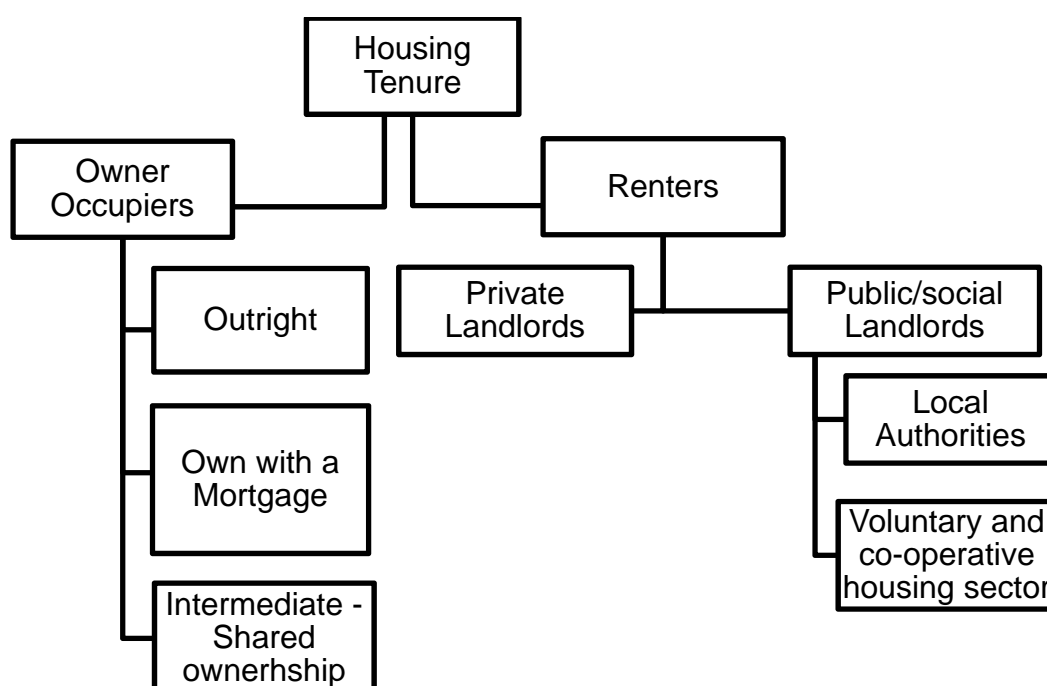 Housing
Tenure
Owner
Occupiers
Renters
Outright
Private
Landlords
Public/social
Landlords
Own with a
Mortgage
Local
Authorities
Intermediate -
Shared
ownerhship
Voluntary and
co-operative
housing sector